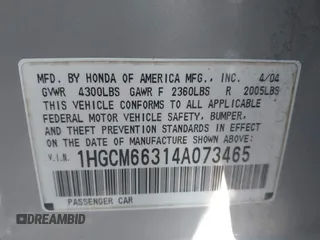 MFD. BY HONDA OF AMERICA MFG., INC. 4/04
GVWR 4300LBS GAWR F 2360LBS R 2005LBS
THIS VEHICLE CONFORMS TO ALL APPLICABLE
FEDERAL MOTOR VEHICLE SAFETY, BUMPER,
AND THEFT PREVENTION STANDARDS IN EFFECT
ON THE DATE OF MANUFACTURE SHOWN ABOVE:
V.I.N. 1HGCM66314A073465
PASSENGER CAR
DREAMBID